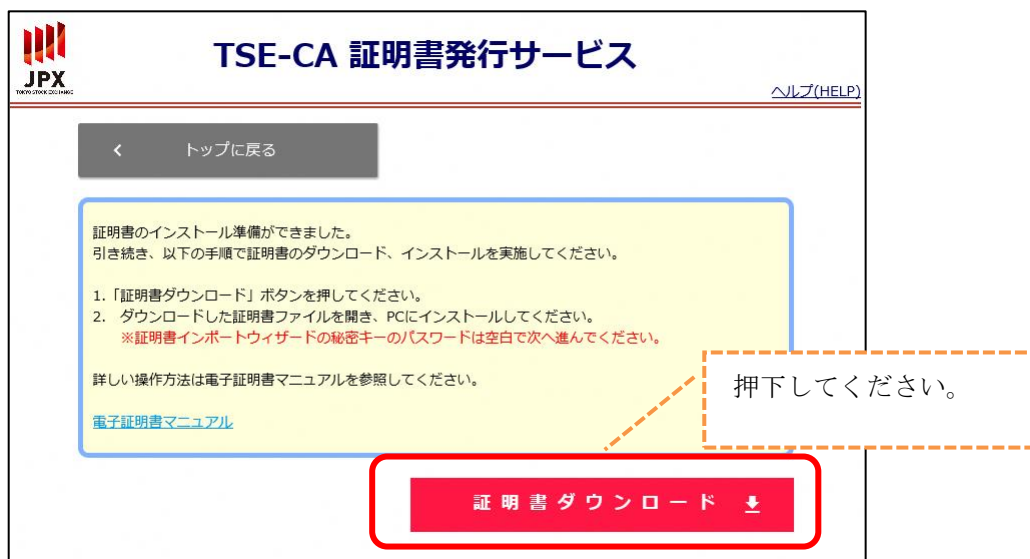 JPX
TOKYO STOCK EXCHANGE
TSE-CA 証明書発行サービス
ヘルプ(HELP)
トップに戻る
証明書のインストール準備ができました。
引き続き、以下の手順で証明書のダウンロード、インストールを実施してください。
1.「証明書ダウンロード」ボタンを押してください。
2. ダウンロードした証明書ファイルを開き、PCにインストールしてください。
※証明書インポートウィザードの秘密キーのパスワードは空白で次へ進んでください。
詳しい操作方法は電子証明書マニュアルを参照してください。
電子証明書マニュアル
押下してください。
証明書ダウンロード